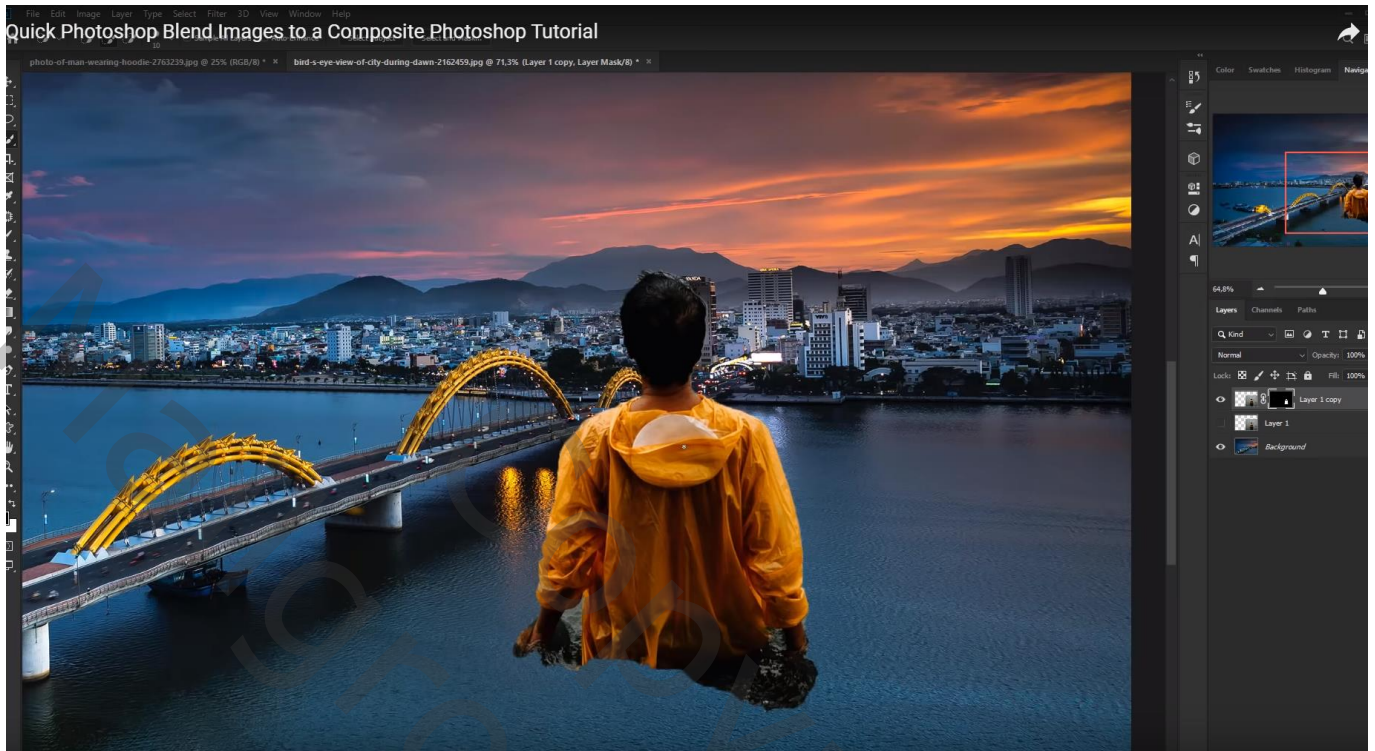 File Edit Image Layer Type Select Filter 3D View Window Help
Quick Photoshop Blend Images to a Composite Photoshop Tutorial
10
photo-of-man-wearing-hoodie-2763239.jpg @ 25% (RGB/8) * ×
bird-s-eye-view-of-city-during-dawn-2162459.jpg @ 71,3% (Layer 1 copy, Layer Mask/8) * ×
Color Swatches Histogram Naviga
64,8%
Layers Channels Paths
Kind
Normal Opacity: 100%
Lock: Fill: 100%
Layer 1 copy
Layer 1
Background